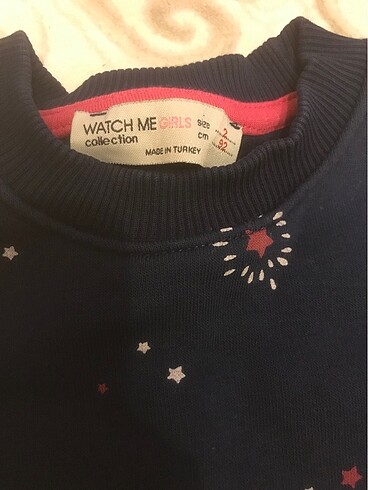 WATCH ME GIRLS
collection
size 2
cm 92
MADE IN TURKEY